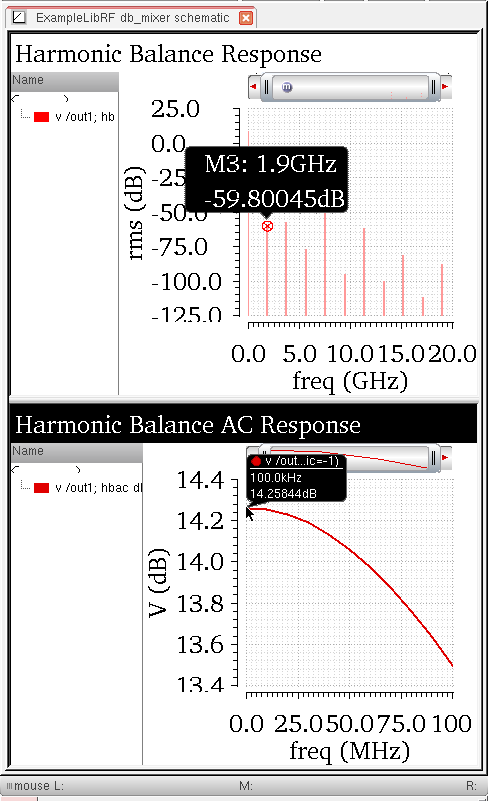 ExampleLibRF db_mixer schematic
Harmonic Balance Response
Name
v /out1; hb
25.0
0.0
M3: 1.9GHz
-25
-59.80045dB
-50.0
-75.0
-100.0
-125.0
rms (dB)
0.0 5.0 10.0 15.0 20.0
freq (GHz)
Harmonic Balance AC Response
Name
v /out1; hbac dl
v /out...ic=-1)
100.0kHz
14.25844dB
14.4
14.2
14.0
13.8
13.6
13.4
V (dB)
0.0 25.0 50.0 75.0 100
freq (MHz)
mouse L: M: R: